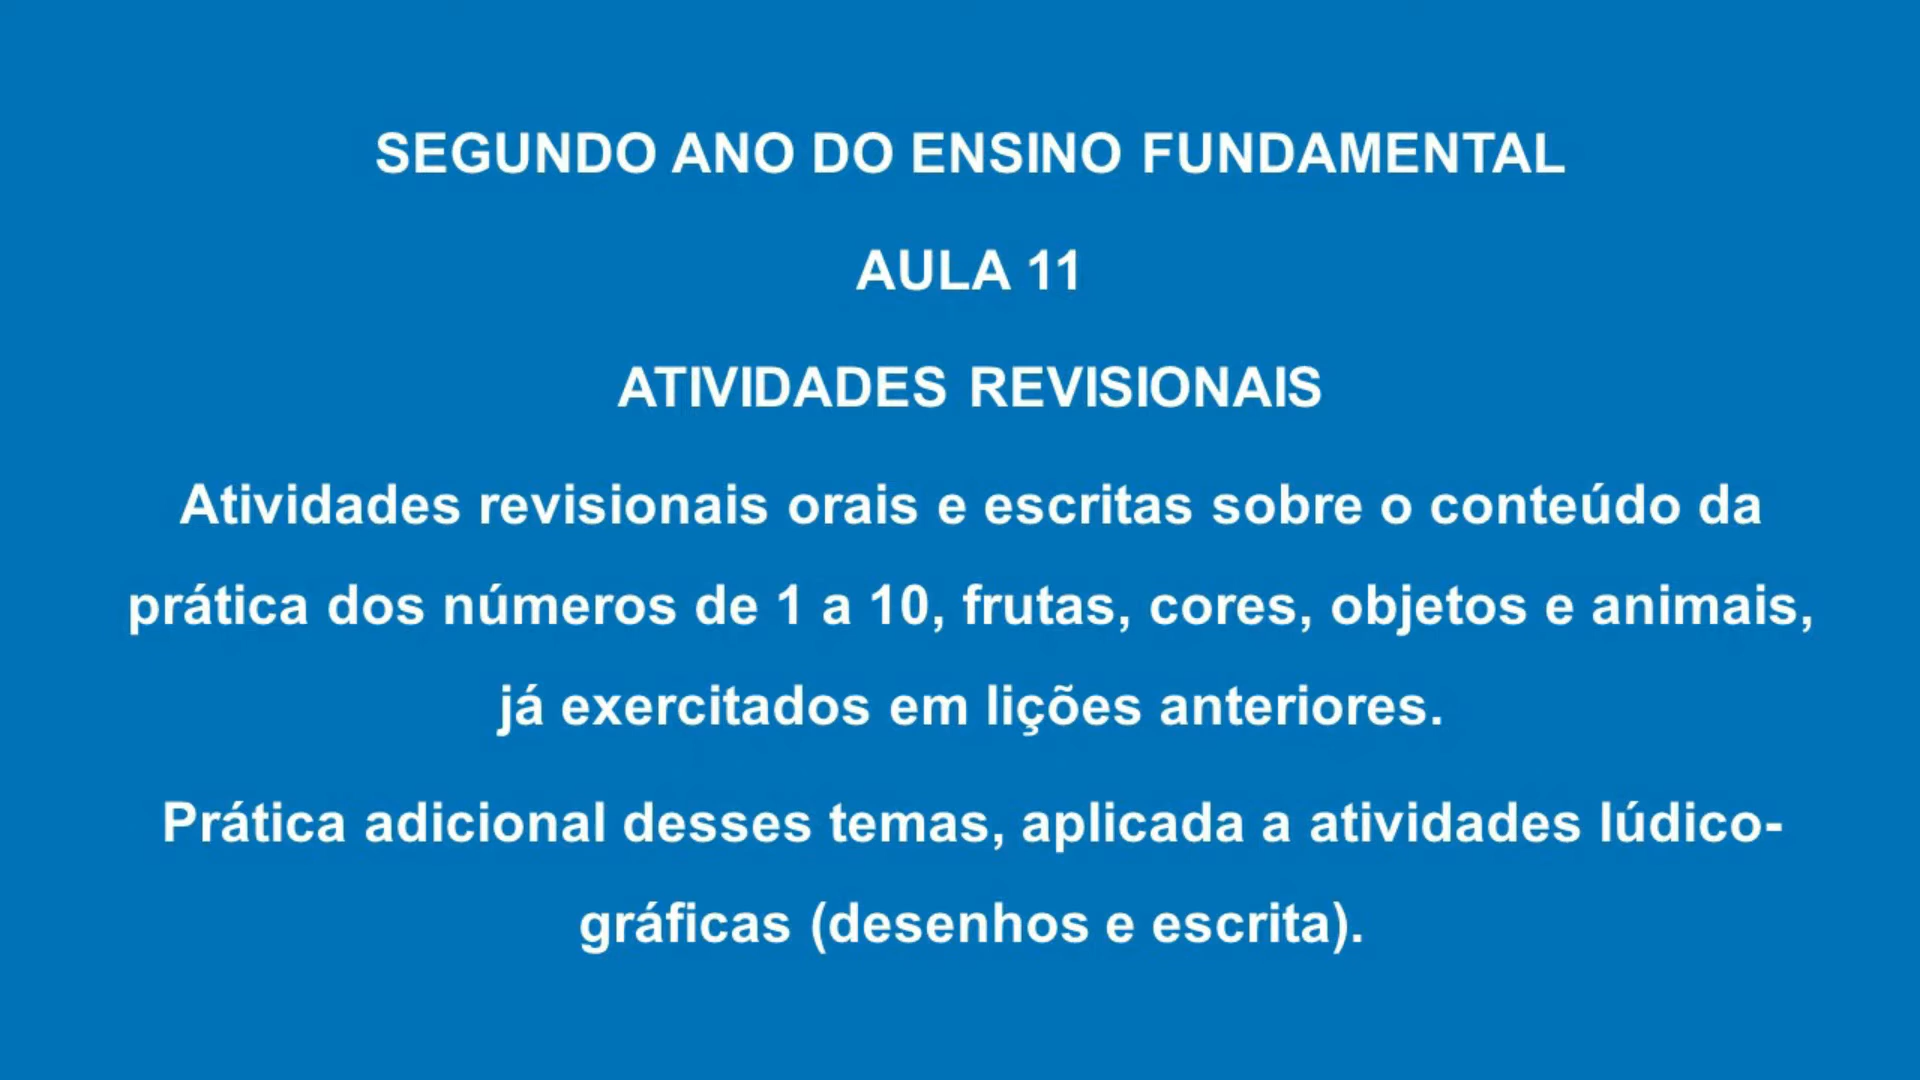 SEGUNDO ANO DO ENSINO FUNDAMENTAL
AULA 11
ATIVIDADES REVISIONAIS
Atividades revisionais orais e escritas sobre o conteúdo da
prática dos números de 1 a 10, frutas, cores, objetos e animais,
já exercitados em lições anteriores.
Prática adicional desses temas, aplicada a atividades lúdico-
gráficas (desenhos e escrita).